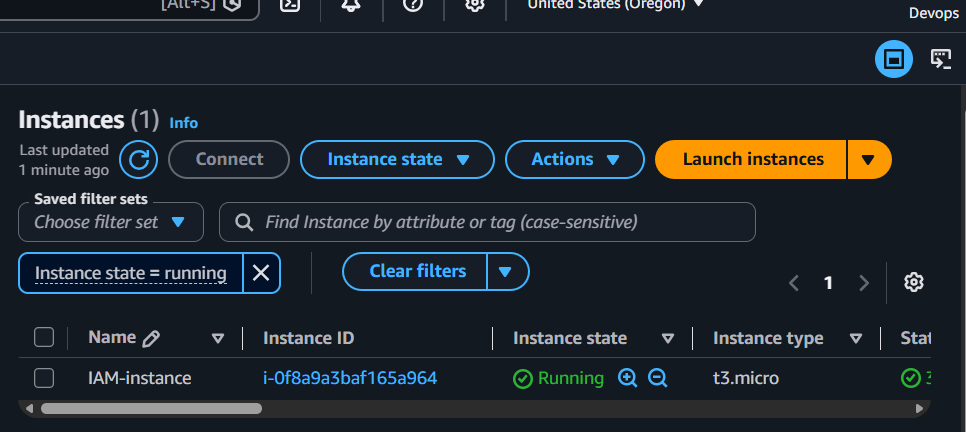 [Alt+S]
United States (Oregon)
Devops
Instances (1) Info
Last updated
1 minute ago
Connect
Instance state
Actions
Launch instances
Saved filter sets
Choose filter set
Find Instance by attribute or tag (case-sensitive)
Instance state = running
Clear filters
1
Name
Instance ID
Instance state
Instance type
IAM-instance
i-0f8a9a3baf165a964
Running
t3.micro